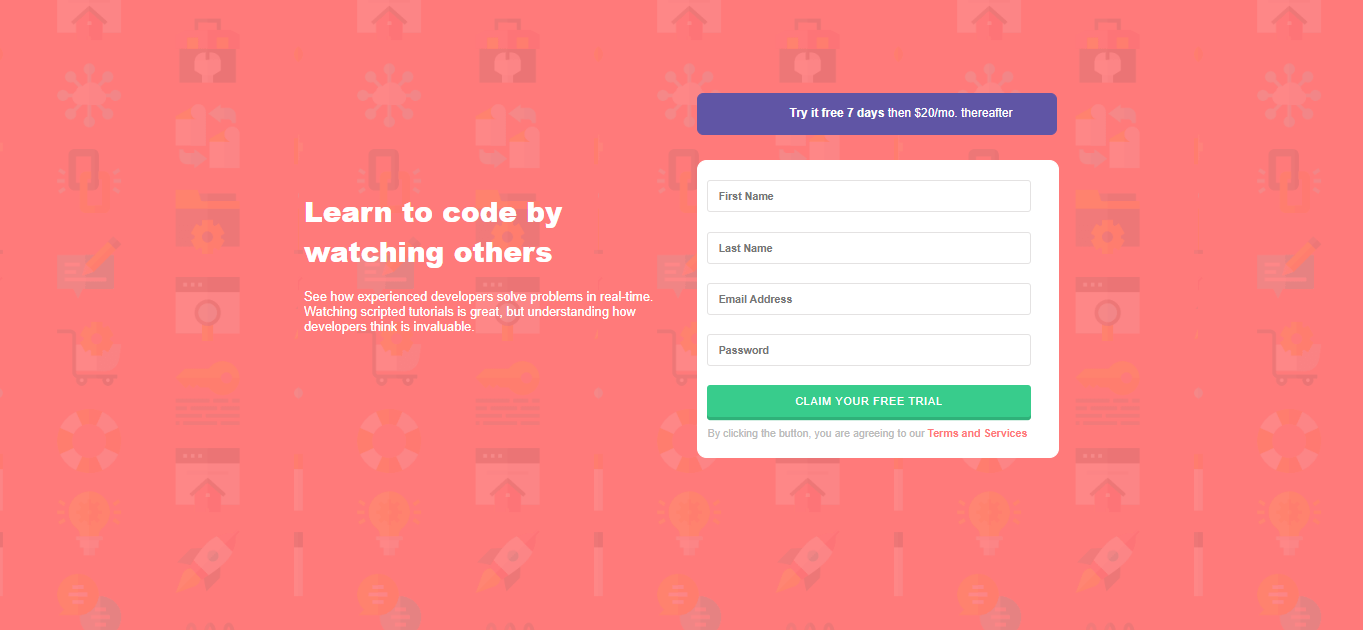 Try it free 7 days then $20/mo. thereafter
Learn to code by
watching others
See how experienced developers solve problems in real-time.
Watching scripted tutorials is great, but understanding how
developers think is invaluable.
First Name
Last Name
Email Address
Password
CLAIM YOUR FREE TRIAL
By clicking the button, you are agreeing to our Terms and Services